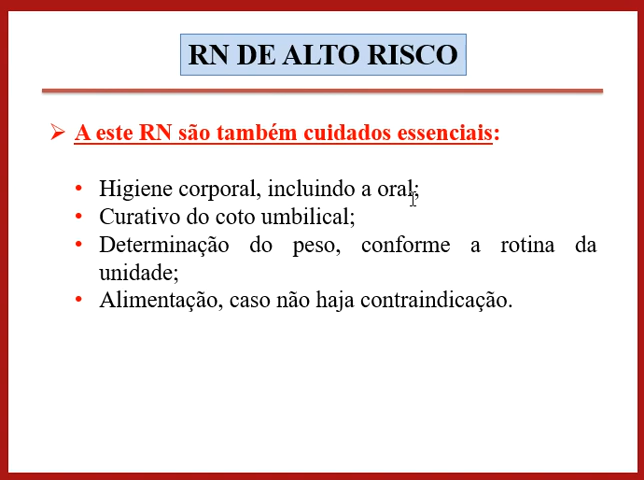 RN DE ALTO RISCO
A este RN são também cuidados essenciais:
Higiene corporal, incluindo a oral;
Curativo do coto umbilical;
Determinação do peso, conforme a rotina da
unidade;
Alimentação, caso não haja contraindicação.